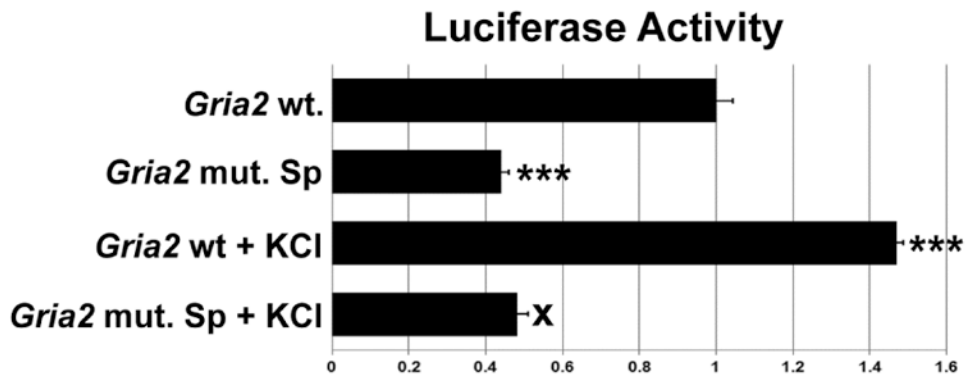 Luciferase Activity
Gria2 wt.
Gria2 mut. Sp ***
Gria2 wt + KCl ***
Gria2 mut. Sp + KCl x
0 0.2 0.4 0.6 0.8 1 1.2 1.4 1.6